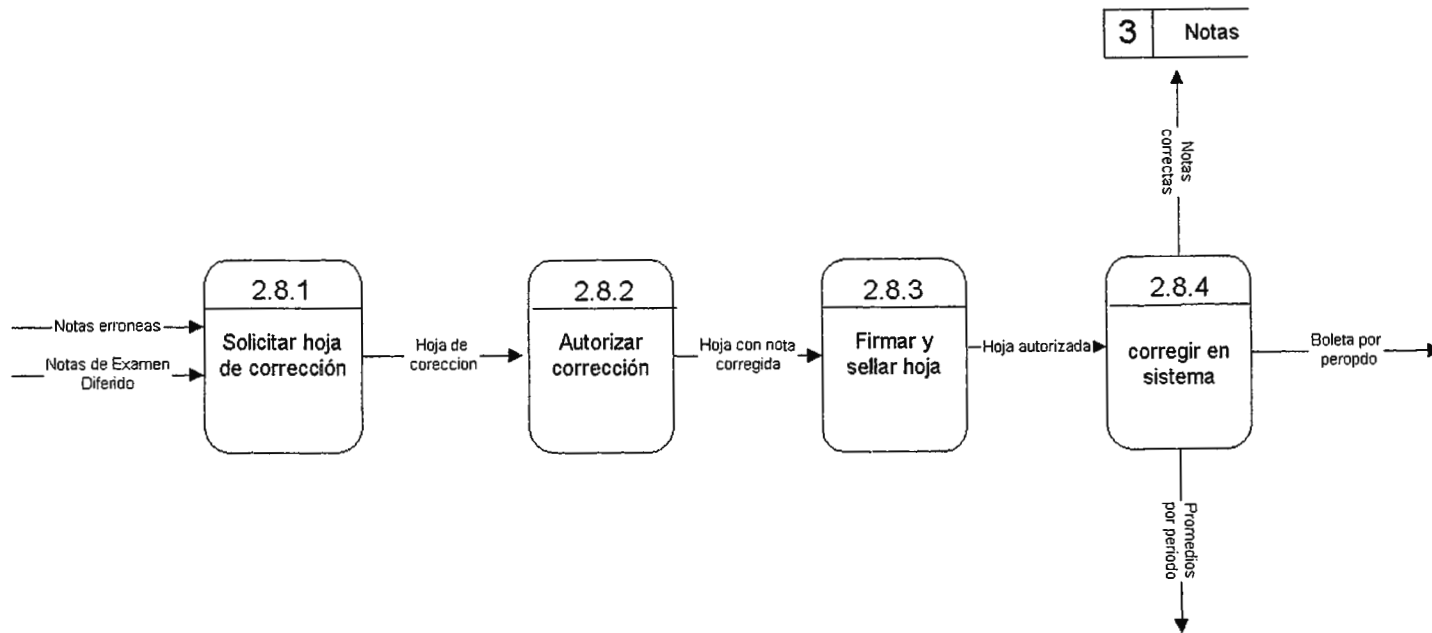 3 Notas
Notas
correctas
2.8.1
Solicitar hoja
de corrección
2.8.2
Autorizar
corrección
2.8.3
Firmar y
sellar hoja
2.8.4
corregir en
sistema
Notas erroneas
Notas de Examen
Diferido
Hoja de
coreccion
Hoja con nota
corregida
Hoja autorizada
Boleta por
peropdo
Promedios
por periodo